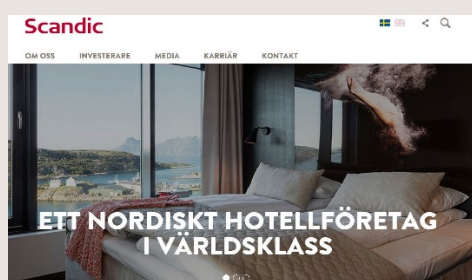 Scandic
OM OSS INVESTERARE MEDIA KARRIÄR KONTAKT
ETT NORDISKT HOTELLFÖRETAG
I VÄRLDSKLASS